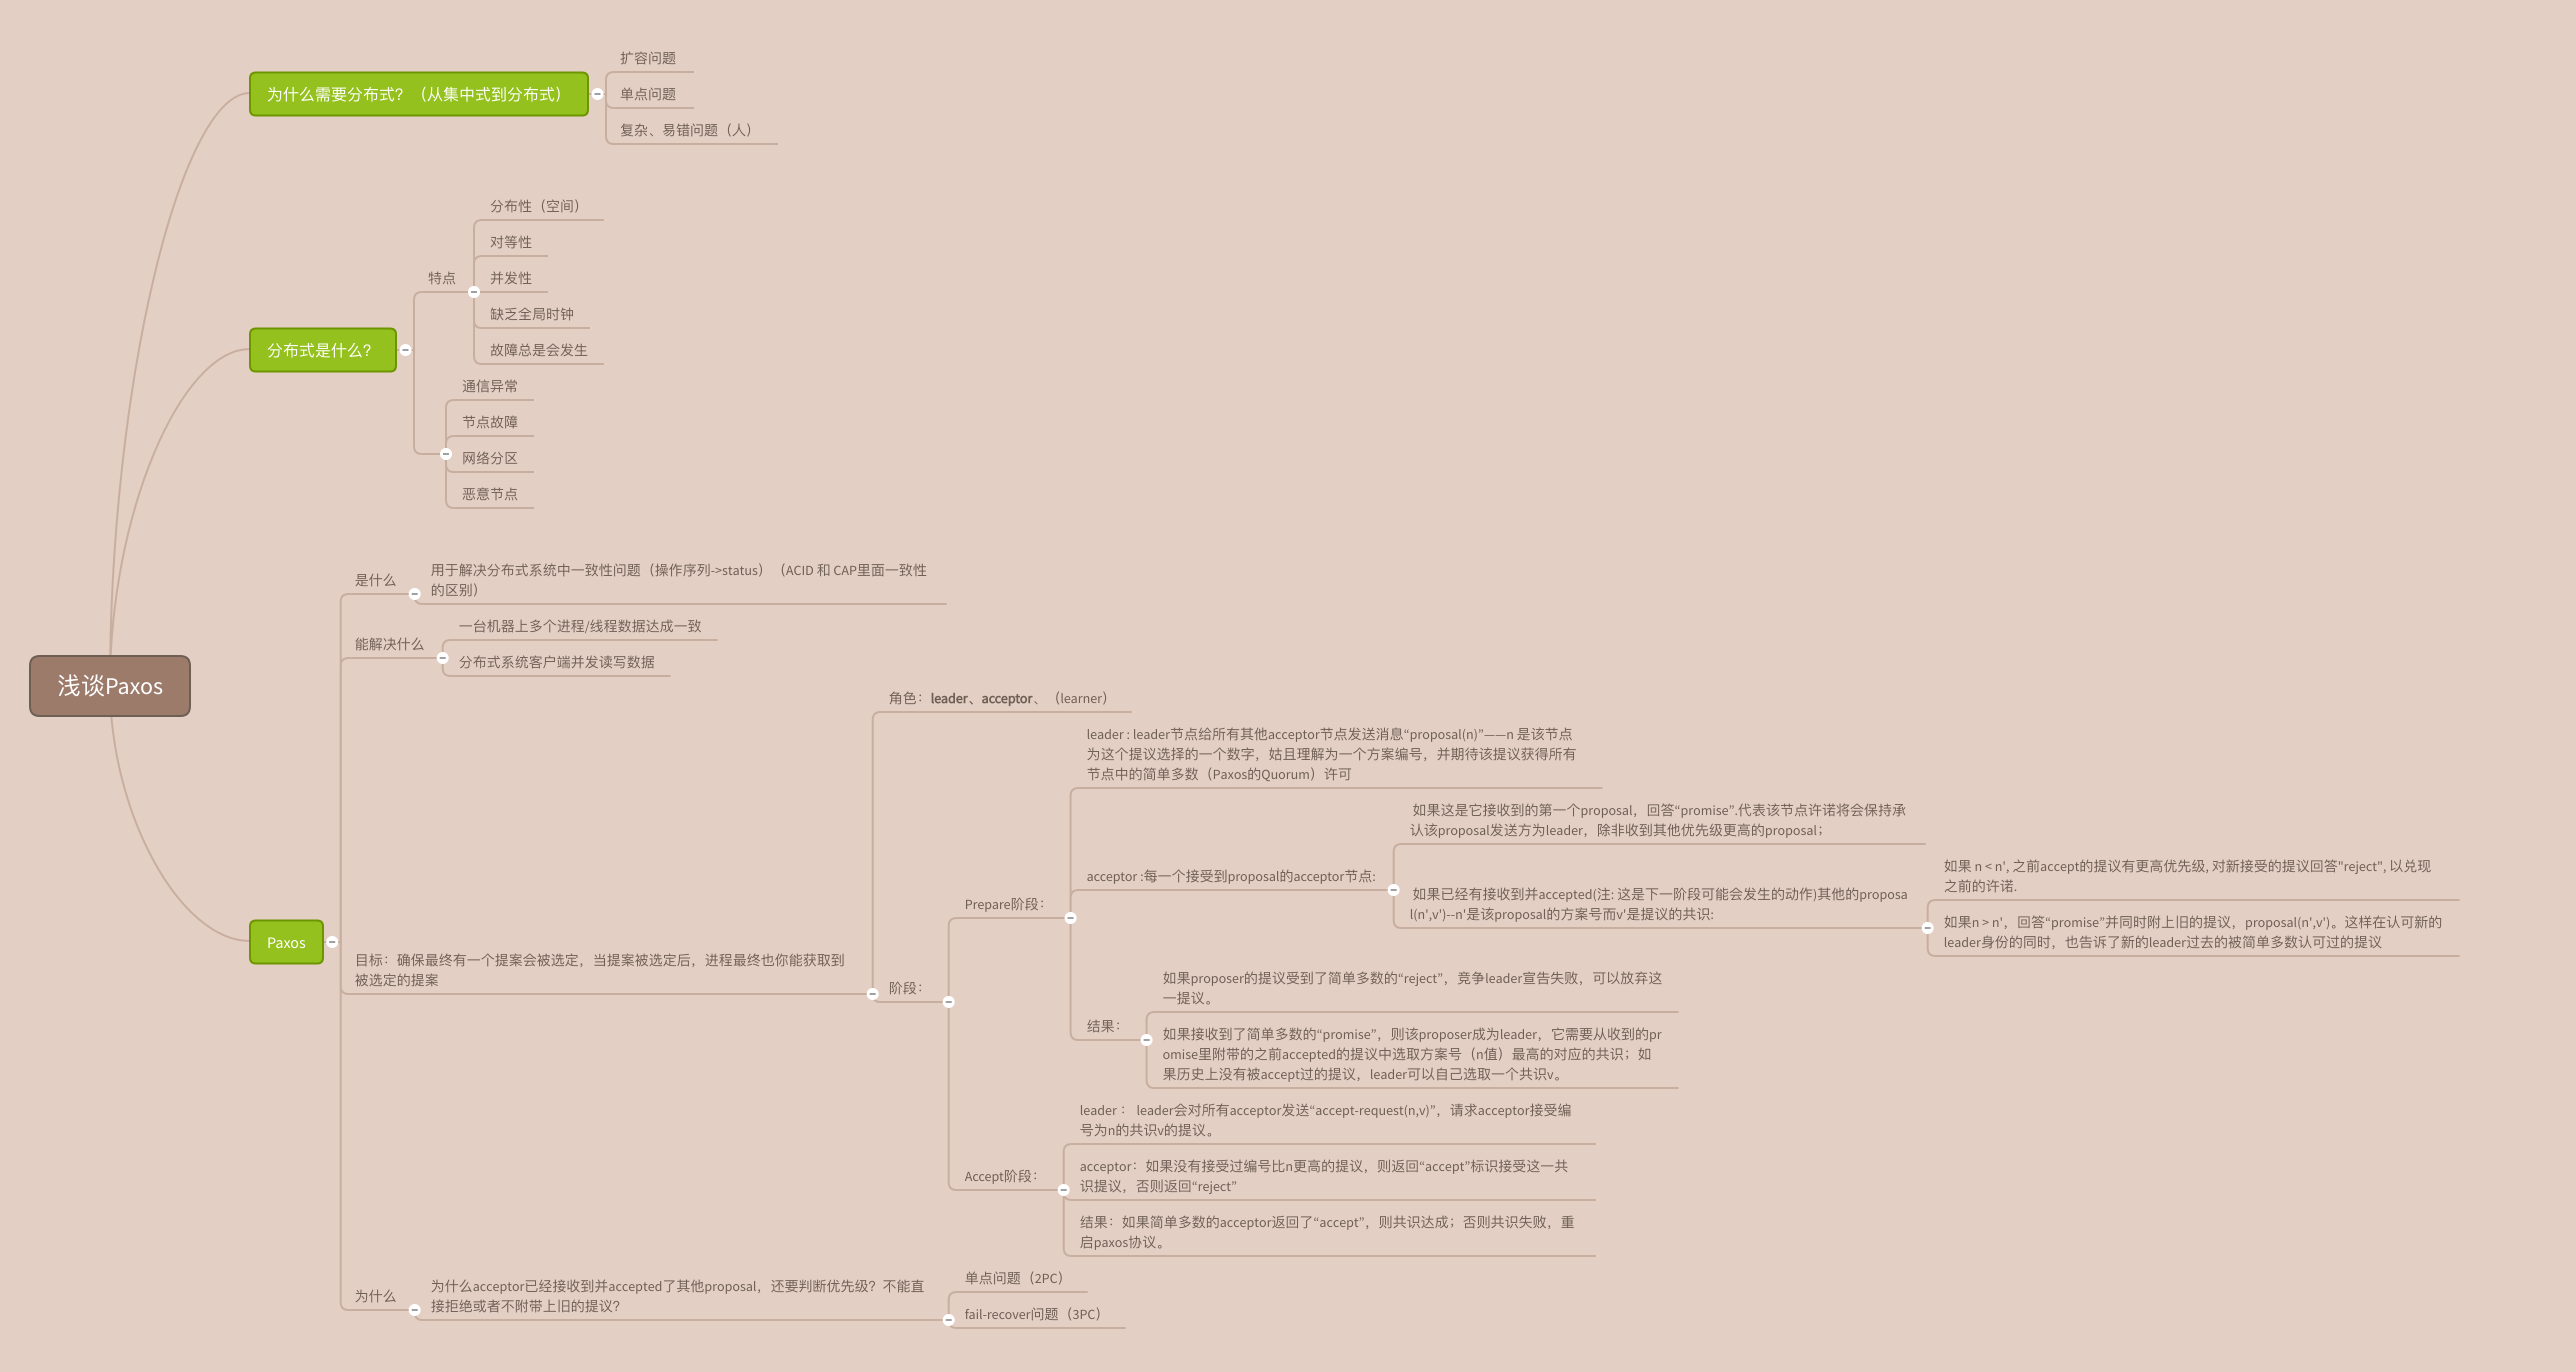 为什么需要分布式？（从集中式到分布式）
扩容问题
单点问题
复杂、易错问题（人）
分布式是什么？
特点
分布性（空间）
对等性
并发性
缺乏全局时钟
故障总是会发生
通信异常
节点故障
网络分区
恶意节点
浅谈Paxos
Paxos
是什么
用于解决分布式系统中一致性问题（操作序列->status）（ACID 和 CAP里面一致性
的区别）
能解决什么
一台机器上多个进程/线程数据达成一致
分布式系统客户端并发读写数据
目标：确保最终有一个提案会被选定，当提案被选定后，进程最终也你能获取到
被选定的提案
角色：leader、acceptor、（learner）
阶段：
Prepare阶段：
leader : leader节点给所有其他acceptor节点发送消息“proposal(n)”——n 是该节点
为这个提议选择的一个数字，姑且理解为一个方案编号，并期待该提议获得所有
节点中的简单多数（Paxos的Quorum）许可
acceptor :每一个接受到proposal的acceptor节点:
如果这是它接收到的第一个proposal，回答“promise”.代表该节点许诺将会保持承
认该proposal发送方为leader，除非收到其他优先级更高的proposal；
如果已经有接收到并accepted(注: 这是下一阶段可能会发生的动作)其他的proposa
l(n',v')--n'是该proposal的方案号而v'是提议的共识:
如果 n < n', 之前accept的提议有更高优先级, 对新接受的提议回答"reject", 以兑现
之前的许诺.
如果n > n'，回答“promise”并同时附上旧的提议，proposal(n',v')。这样在认可新的
leader身份的同时，也告诉了新的leader过去的被简单多数认可过的提议
结果：
如果proposer的提议受到了简单多数的“reject”，竞争leader宣告失败，可以放弃这
一提议。
如果接收到了简单多数的“promise”，则该proposer成为leader，它需要从收到的pr
omise里附带的之前accepted的提议中选取方案号（n值）最高的对应的共识；如
果历史上没有被accept过的提议，leader可以自己选取一个共识v。
Accept阶段：
leader： leader会对所有acceptor发送“accept-request(n,v)”，请求acceptor接受编
号为n的共识v的提议。
acceptor：如果没有接受过编号比n更高的提议，则返回“accept”标识接受这一共
识提议，否则返回“reject”
结果：如果简单多数的acceptor返回了“accept”，则共识达成；否则共识失败，重
启paxos协议。
为什么
为什么acceptor已经接收到并accepted了其他proposal，还要判断优先级？不能直
接拒绝或者不附带上旧的提议?
单点问题（2PC）
fail-recover问题（3PC）